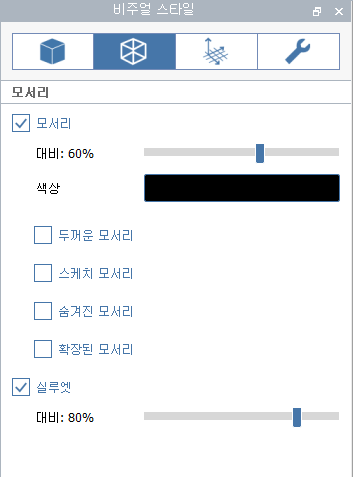 비주얼 스타일
모서리
모서리
대비: 60%
색상
두꺼운 모서리
스케치 모서리
숨겨진 모서리
확장된 모서리
실루엣
대비: 80%